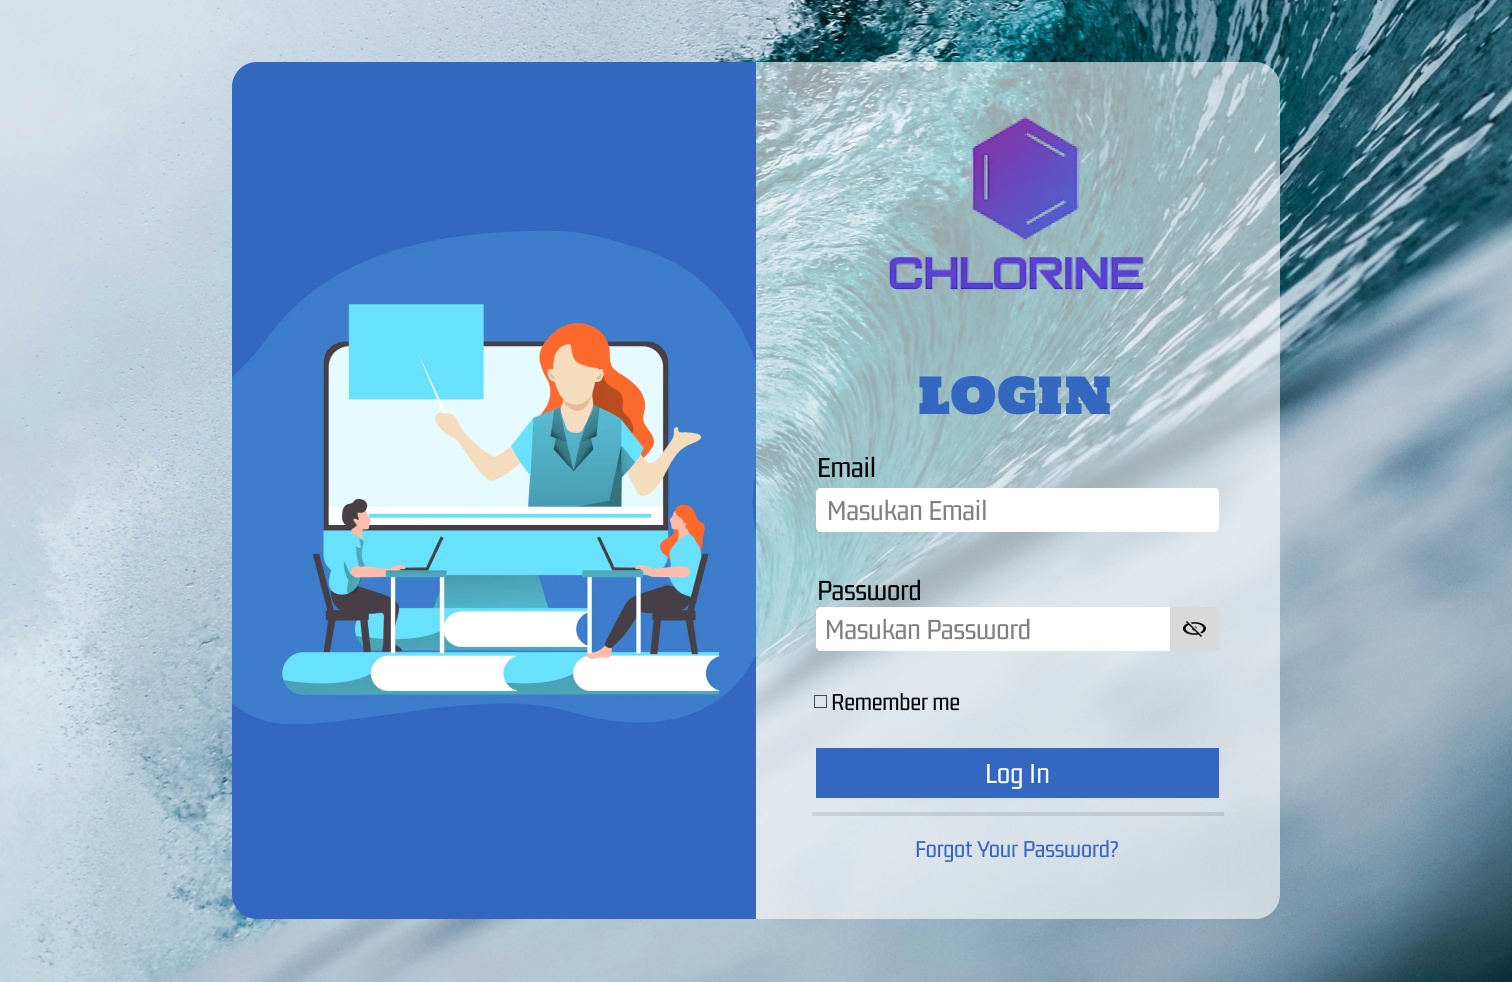 CHLORINE
LOGIN
Email
Masukan Email
Password
Masukan Password
Remember me
Log In
Forgot Your Password?